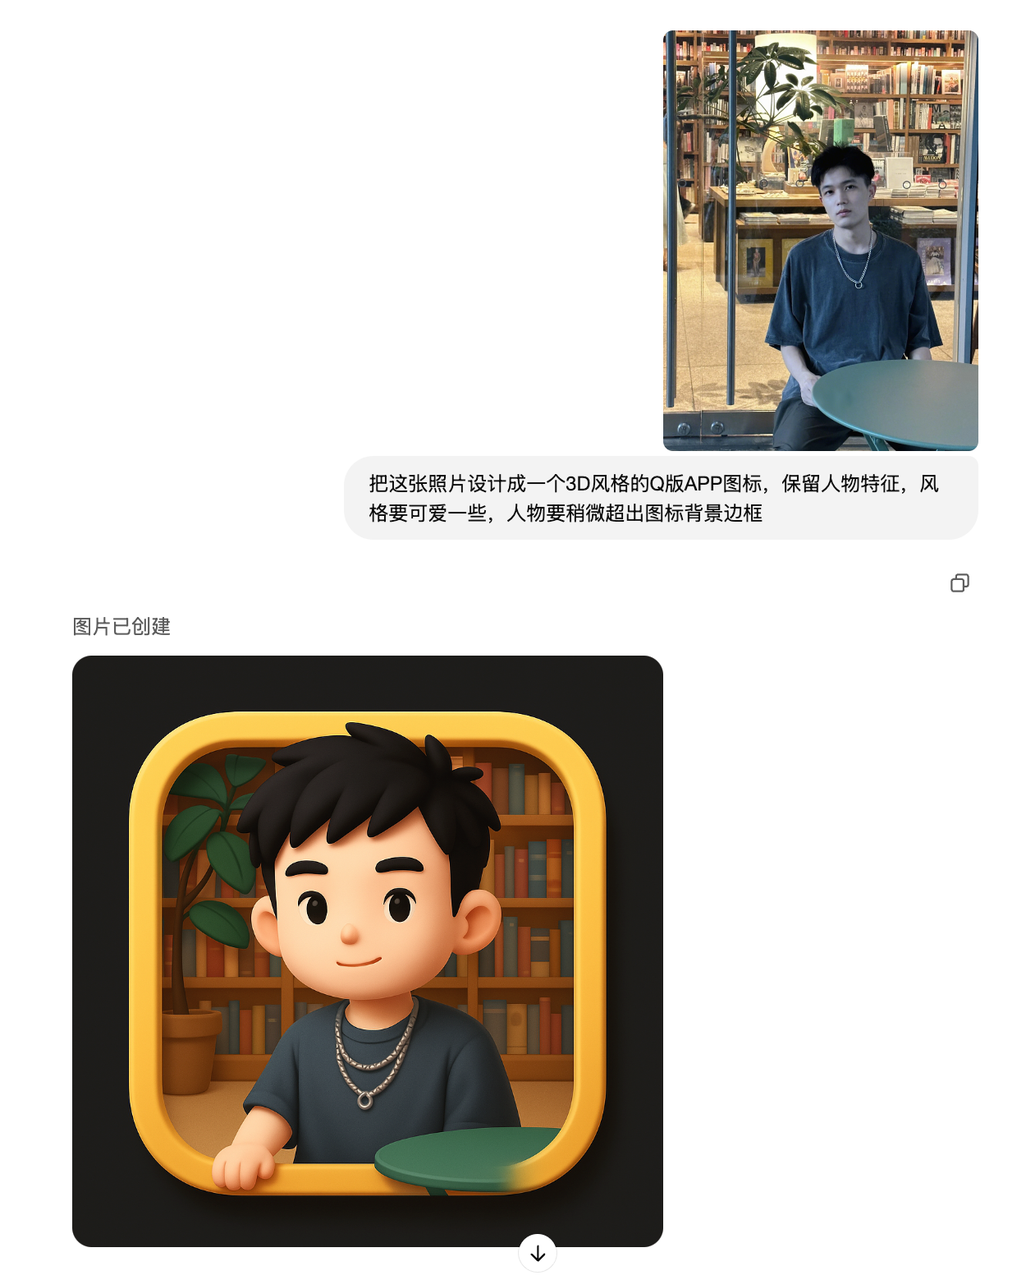 把这张照片设计成一个3D风格的Q版APP图标，保留人物特征，风
格要可爱一些，人物要稍微超出图标背景边框
图片已创建